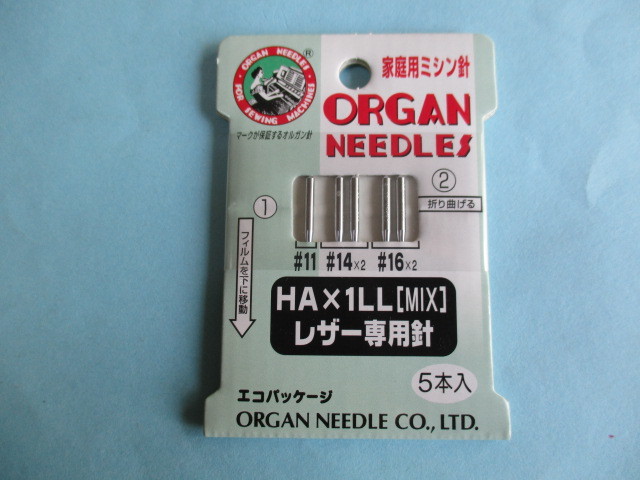 ORGAN NEEDLES
FOR SEWING MACHINES
®
マークが保証するオルガン針
家庭用ミシン針
ORGAN
NEEDLES
①
フィルムを下に移動
②
折り曲げる
#11 #14×2 #16×2
HA×1LL[MIX]
レザー専用針
5本入
エコパッケージ
ORGAN NEEDLE CO., LTD.